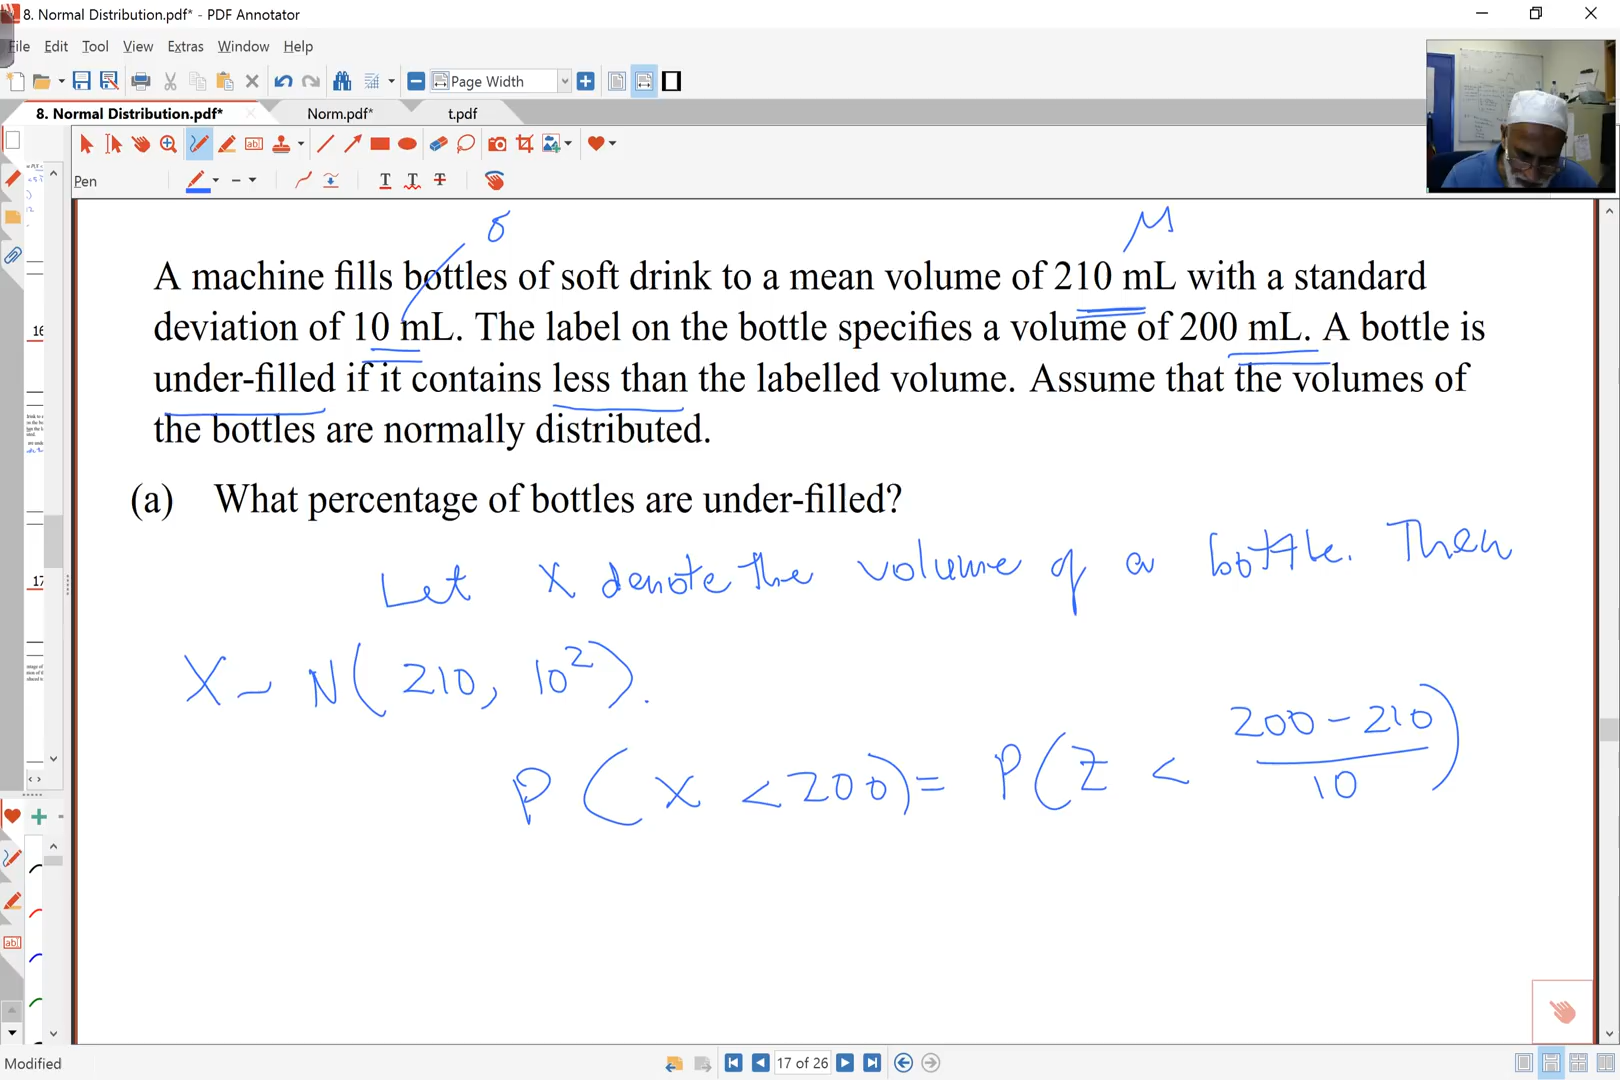 8. Normal Distribution.pdf* - PDF Annotator
File Edit Tool View Extras Window Help
Page Width
8. Normal Distribution.pdf* Norm.pdf* t.pdf
Pen
σ μ
A machine fills bottles of soft drink to a mean volume of 210 mL with a standard
deviation of 10 mL. The label on the bottle specifies a volume of 200 mL. A bottle is
under-filled if it contains less than the labelled volume. Assume that the volumes of
the bottles are normally distributed.
(a) What percentage of bottles are under-filled?
Let X denote the volume of a bottle. Then
X ~ N(210, 10²).
P(X < 200) = P(Z < (200 - 210)/10)
16
17
Modified
17 of 26